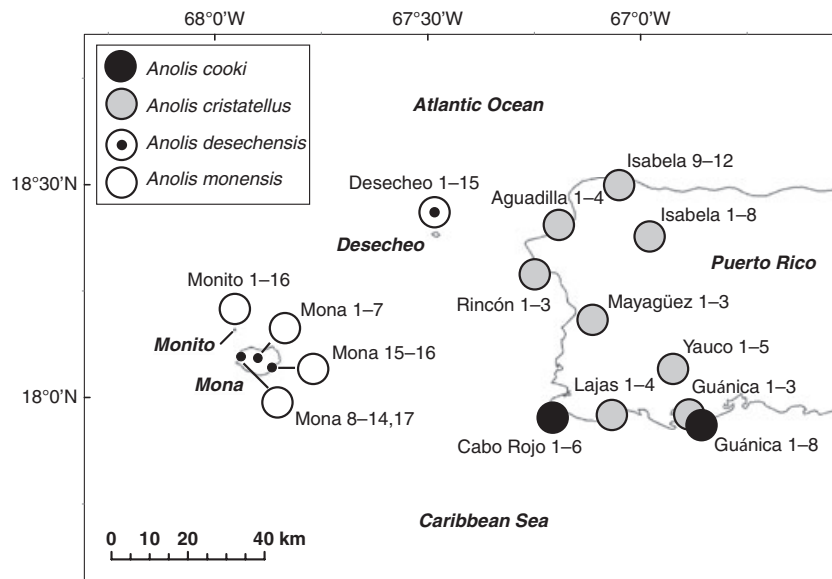 68°0′W 67°30′W 67°0′W
Anolis cooki
Anolis cristatellus
Anolis desechensis
Anolis monensis
Atlantic Ocean
18°30′N
Desecheo 1–15
Desecheo
Isabela 9–12
Aguadilla 1–4
Isabela 1–8
Puerto Rico
Rincón 1–3
Mayagüez 1–3
Monito 1–16
Mona 1–7
Monito
Mona 15–16
Mona
Mona 8–14,17
Yauco 1–5
18°0′N
Lajas 1–4
Guánica 1–3
Cabo Rojo 1–6
Guánica 1–8
Caribbean Sea
0 10 20 40 km